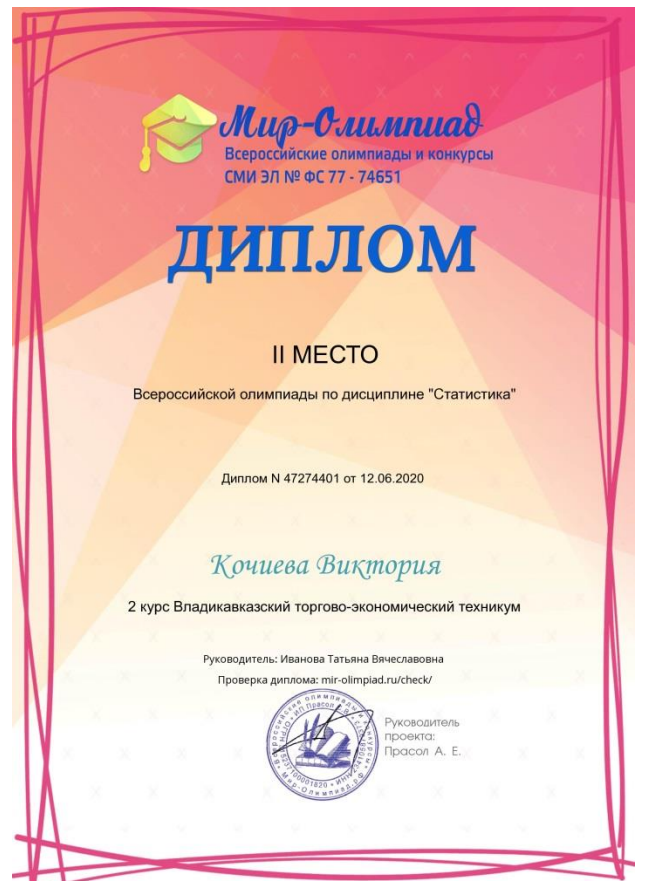 Мир-Олимпиад
Всероссийские олимпиады и конкурсы
СМИ ЭЛ № ФС 77 - 74651
ДИПЛОМ
II МЕСТО
Всероссийской олимпиады по дисциплине "Статистика"
Диплом N 47274401 от 12.06.2020
Кочиева Виктория
2 курс Владикавказский торгово-экономический техникум
Руководитель: Иванова Татьяна Вячеславовна
Проверка диплома: mir-olimpiad.ru/check/
Руководитель
проекта:
Прасол А. Е.